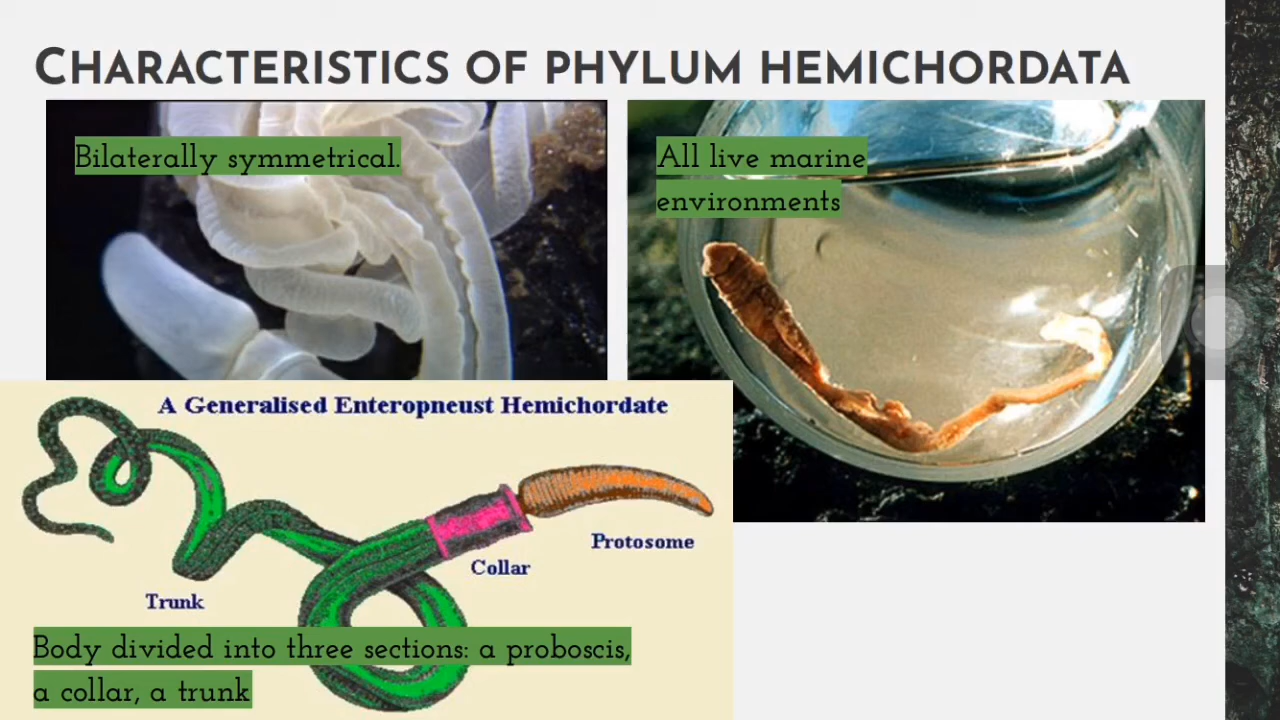 CHARACTERISTICS OF PHYLUM HEMICHORDATA
Bilaterally symmetrical.
All live marine
environments
A Generalised Enteropneust Hemichordate
Protosome
Collar
Trunk
Body divided into three sections: a proboscis,
a collar, a trunk